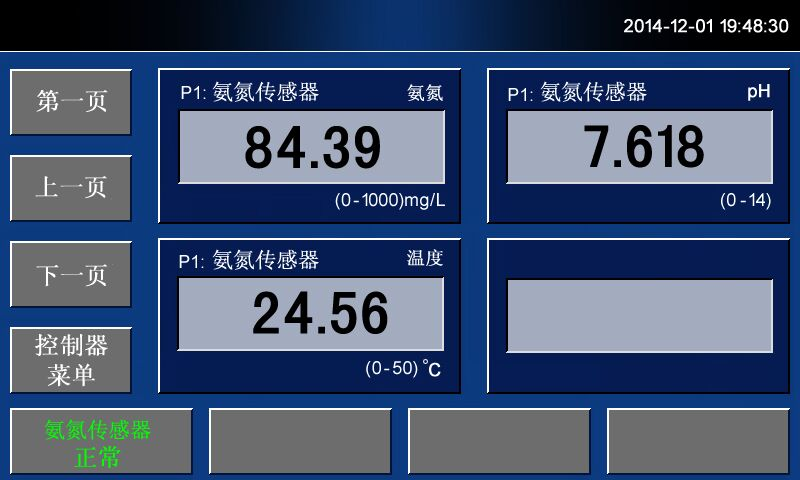 2014-12-01 19:48:30
第一页
上一页
下一页
控制器
菜单
P1: 氨氮传感器 氨氮
84.39
(0-1000)mg/L
P1: 氨氮传感器 pH
7.618
(0-14)
P1: 氨氮传感器 温度
24.56
(0-50) °C
氨氮传感器
正常